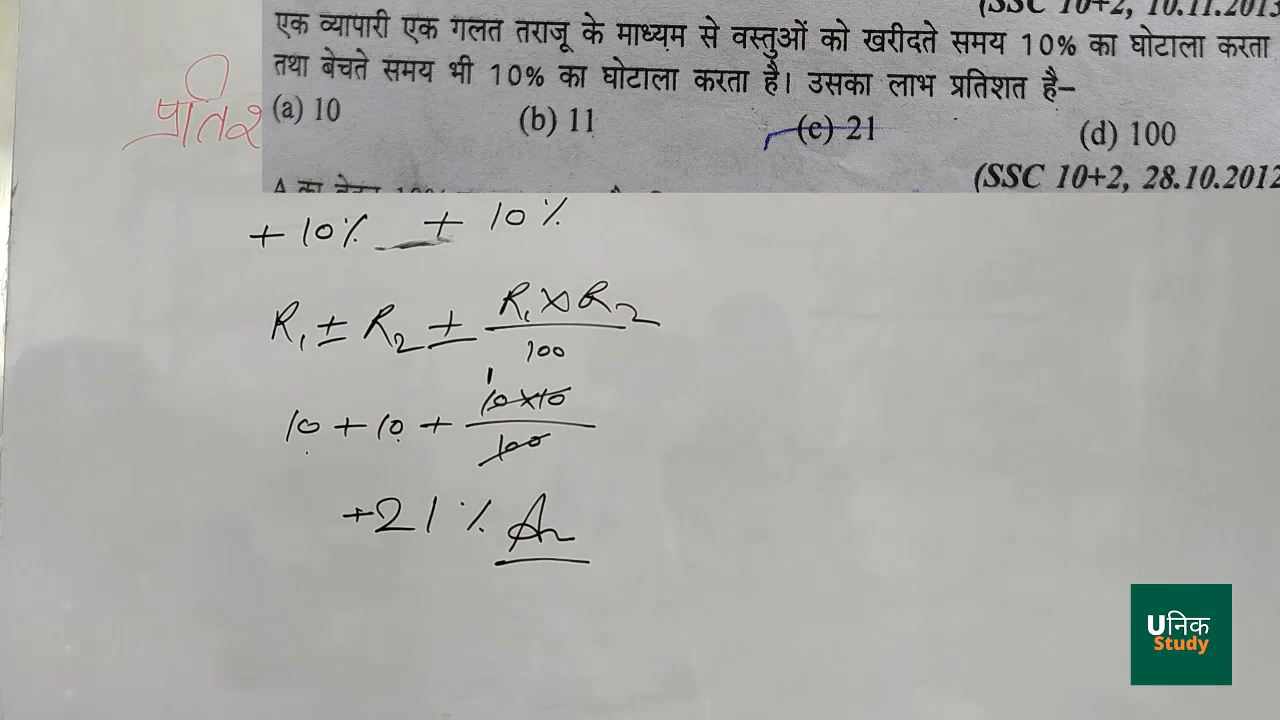 (SSC 10+2, 10.11.2013
एक व्यापारी एक गलत तराजू के माध्यम से वस्तुओं को खरीदते समय 10% का घोटाला करता
तथा बेचते समय भी 10% का घोटाला करता है। उसका लाभ प्रतिशत है–
(a) 10 (b) 11 (c) 21 (d) 100
(SSC 10+2, 28.10.2012
+10% + 10%
R₁ ± R₂ ± R₁×R₂/100
10 + 10 + 10×10/100
1
+21% An
Uनिक
Study